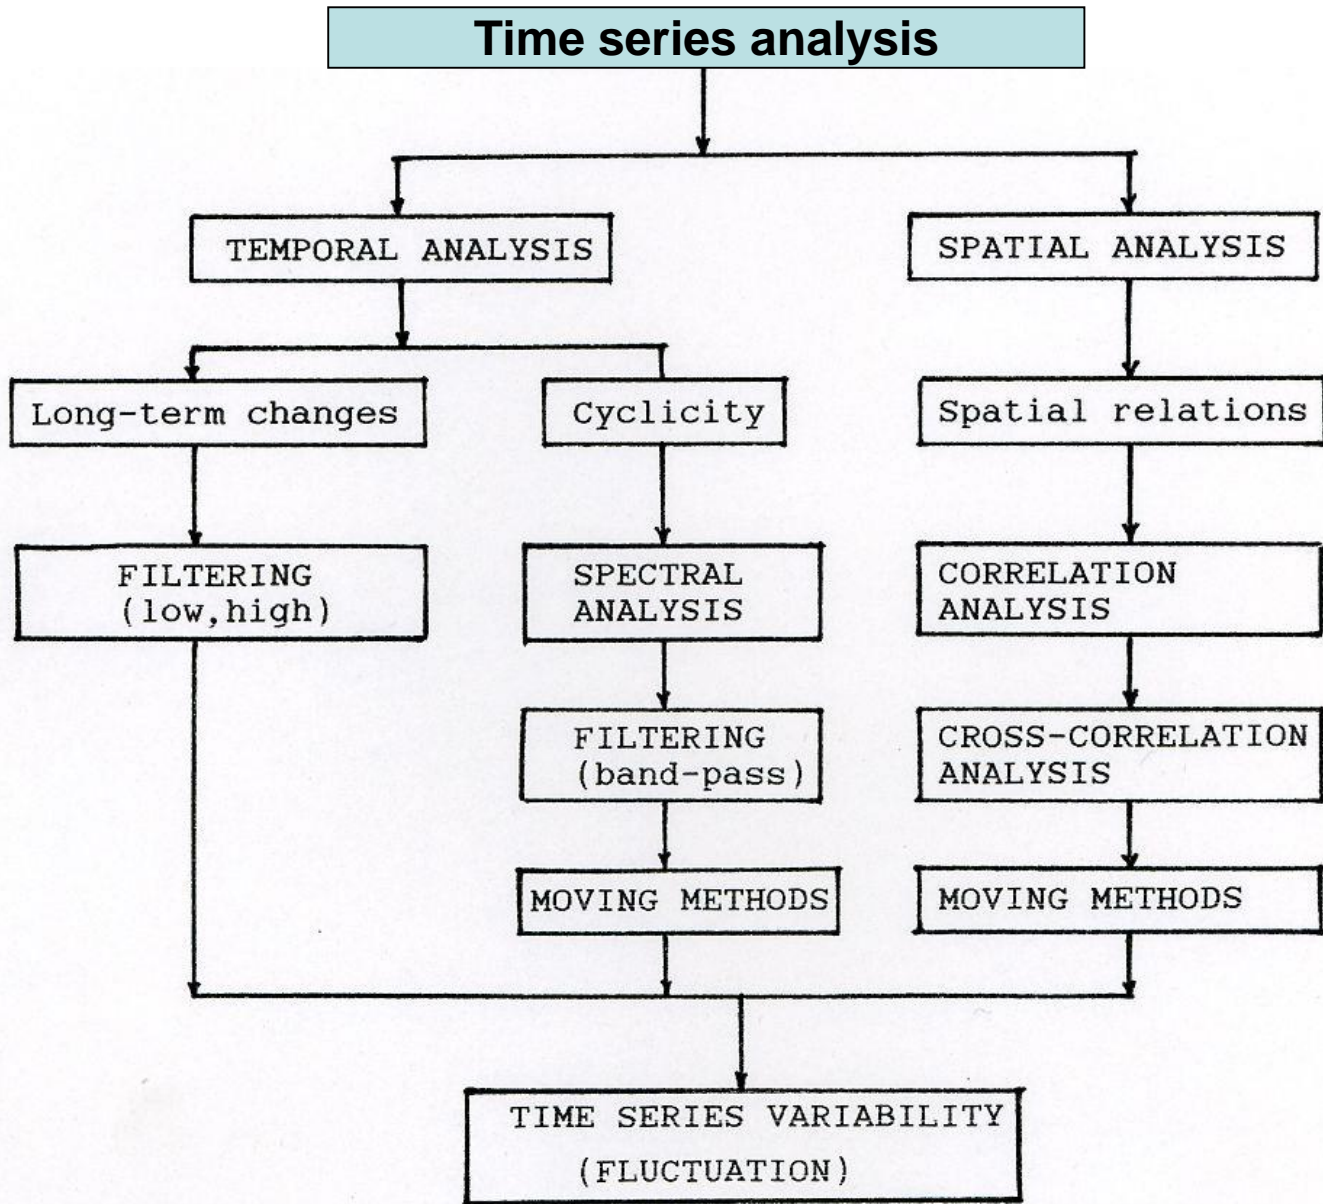 Time series analysis
TEMPORAL ANALYSIS
SPATIAL ANALYSIS
Long-term changes
Cyclicity
Spatial relations
FILTERING
(low,high)
SPECTRAL
ANALYSIS
CORRELATION
ANALYSIS
FILTERING
(band-pass)
CROSS-CORRELATION
ANALYSIS
MOVING METHODS
MOVING METHODS
TIME SERIES VARIABILITY
(FLUCTUATION)